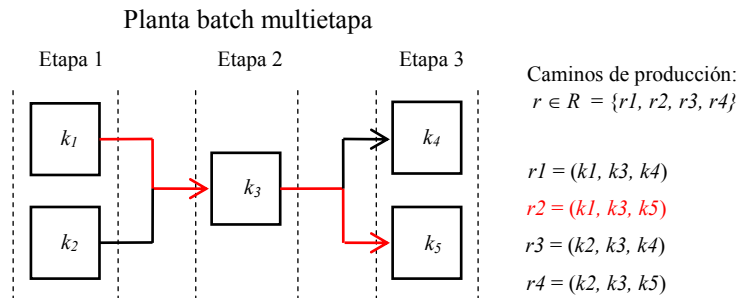 Planta batch multietapa
Etapa 1
Etapa 2
Etapa 3
k1
k2
k3
k4
k5
Caminos de producción:
r ∈ R = {r1, r2, r3, r4}
r1 = (k1, k3, k4)
r2 = (k1, k3, k5)
r3 = (k2, k3, k4)
r4 = (k2, k3, k5)